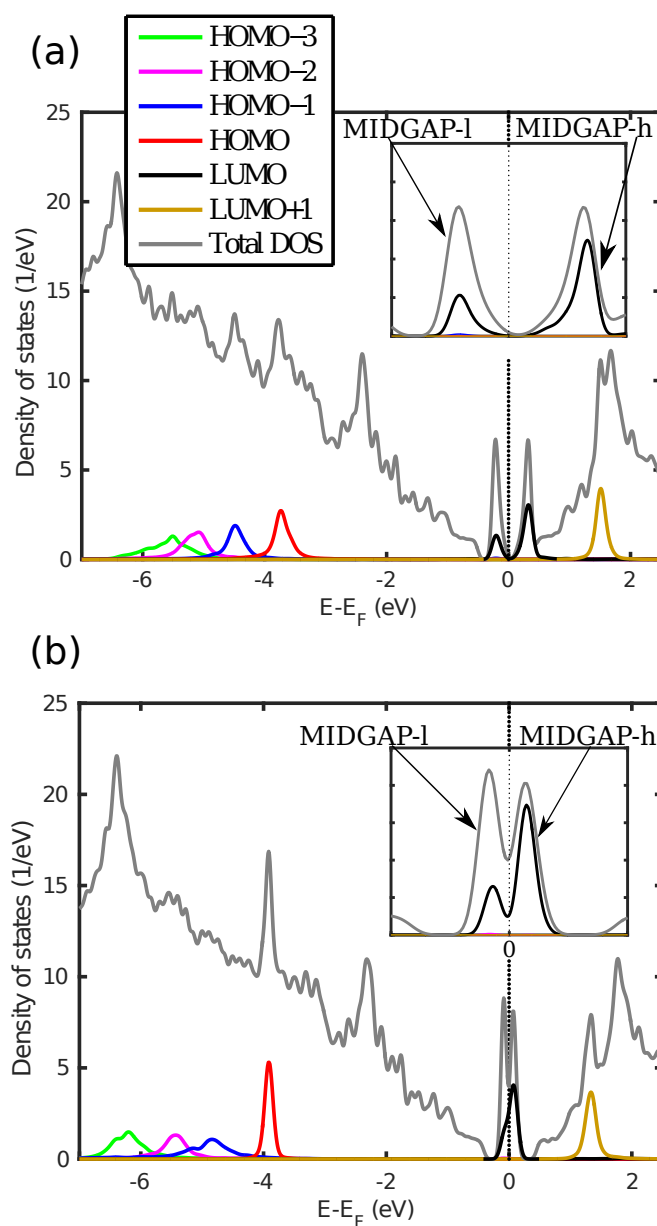 (a)
HOMO−3
HOMO−2
HOMO−1
HOMO
LUMO
LUMO+1
Total DOS
MIDGAP-l
MIDGAP-h
25
20
15
10
5
0
Density of states (1/eV)
-6
-4
-2
0
2
E-E_F (eV)
(b)
MIDGAP-l
MIDGAP-h
0
25
20
15
10
5
0
Density of states (1/eV)
-6
-4
-2
0
2
E-E_F (eV)